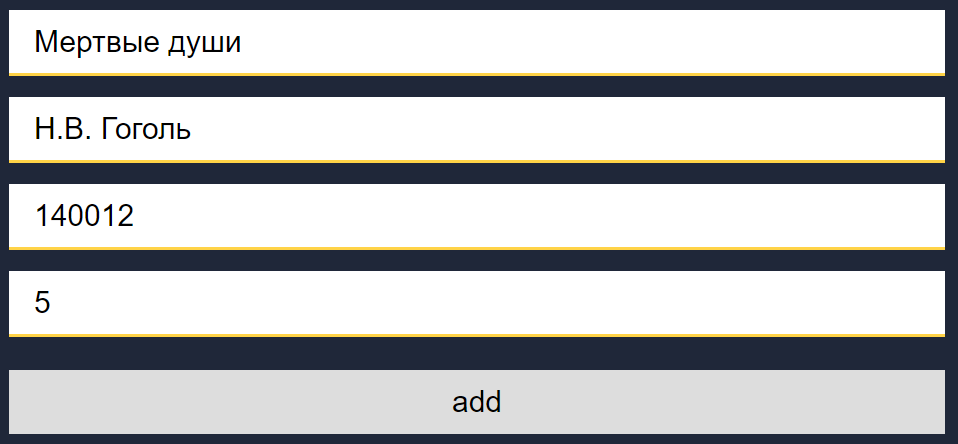 Мертвые души
Н.В. Гоголь
140012
5
add